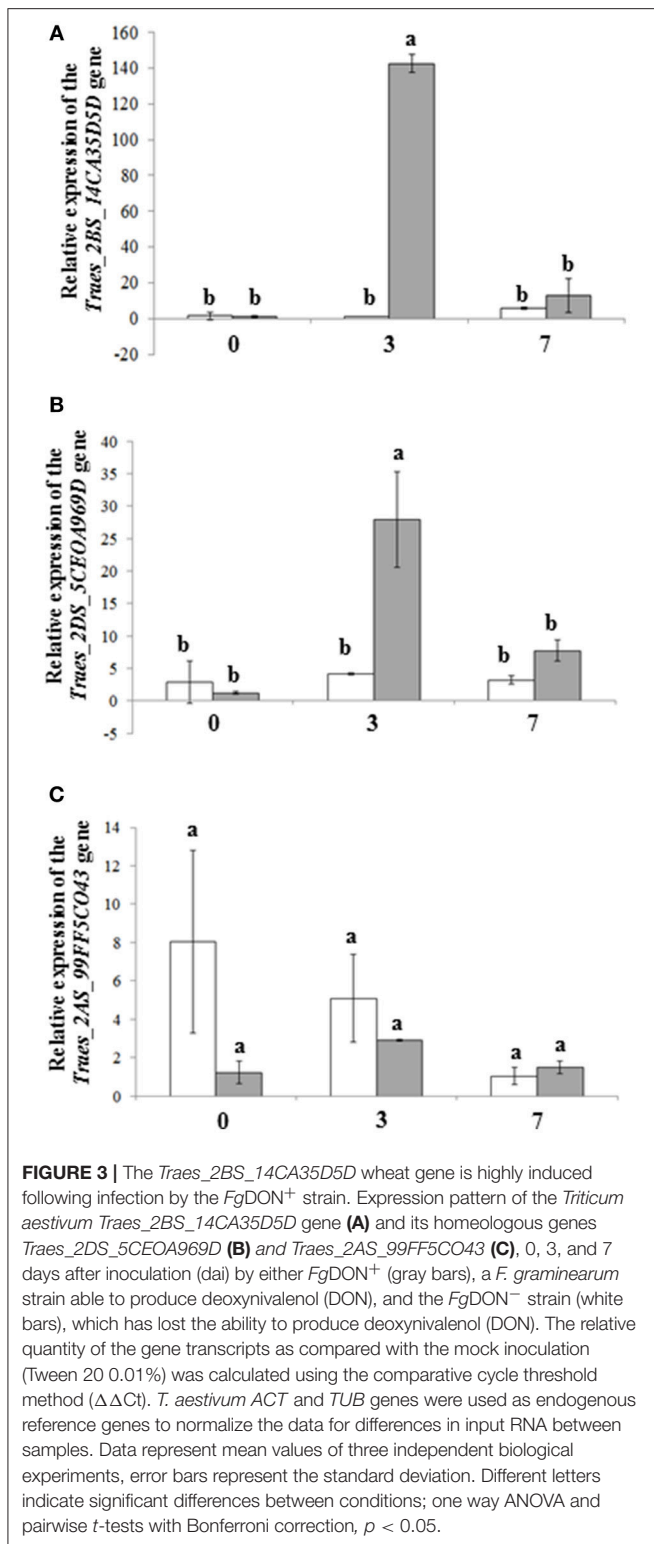 A
Relative expression of the
Traes_2BS_14CA35D5D gene
160
140
120
100
80
60
40
20
0
-20
b
b
b
a
b
b
0
3
7
B
Relative expression of the
Traes_2DS_5CEOA969D gene
40
35
30
25
20
15
10
5
0
-5
b
b
b
a
b
b
0
3
7
C
Relative expression of the
Traes_2AS_99FF5CO43 gene
14
12
10
8
6
4
2
0
a
a
a
a
a
a
0
3
7
FIGURE 3 | The Traes_2BS_14CA35D5D wheat gene is highly induced
following infection by the FgDON⁺ strain. Expression pattern of the Triticum
aestivum Traes_2BS_14CA35D5D gene (A) and its homeologous genes
Traes_2DS_5CEOA969D (B) and Traes_2AS_99FF5CO43 (C), 0, 3, and 7
days after inoculation (dai) by either FgDON⁺ (gray bars), a F. graminearum
strain able to produce deoxynivalenol (DON), and the FgDON⁻ strain (white
bars), which has lost the ability to produce deoxynivalenol (DON). The relative
quantity of the gene transcripts as compared with the mock inoculation
(Tween 20 0.01%) was calculated using the comparative cycle threshold
method (ΔΔCt). T. aestivum ACT and TUB genes were used as endogenous
reference genes to normalize the data for differences in input RNA between
samples. Data represent mean values of three independent biological
experiments, error bars represent the standard deviation. Different letters
indicate significant differences between conditions; one way ANOVA and
pairwise t-tests with Bonferroni correction, p < 0.05.